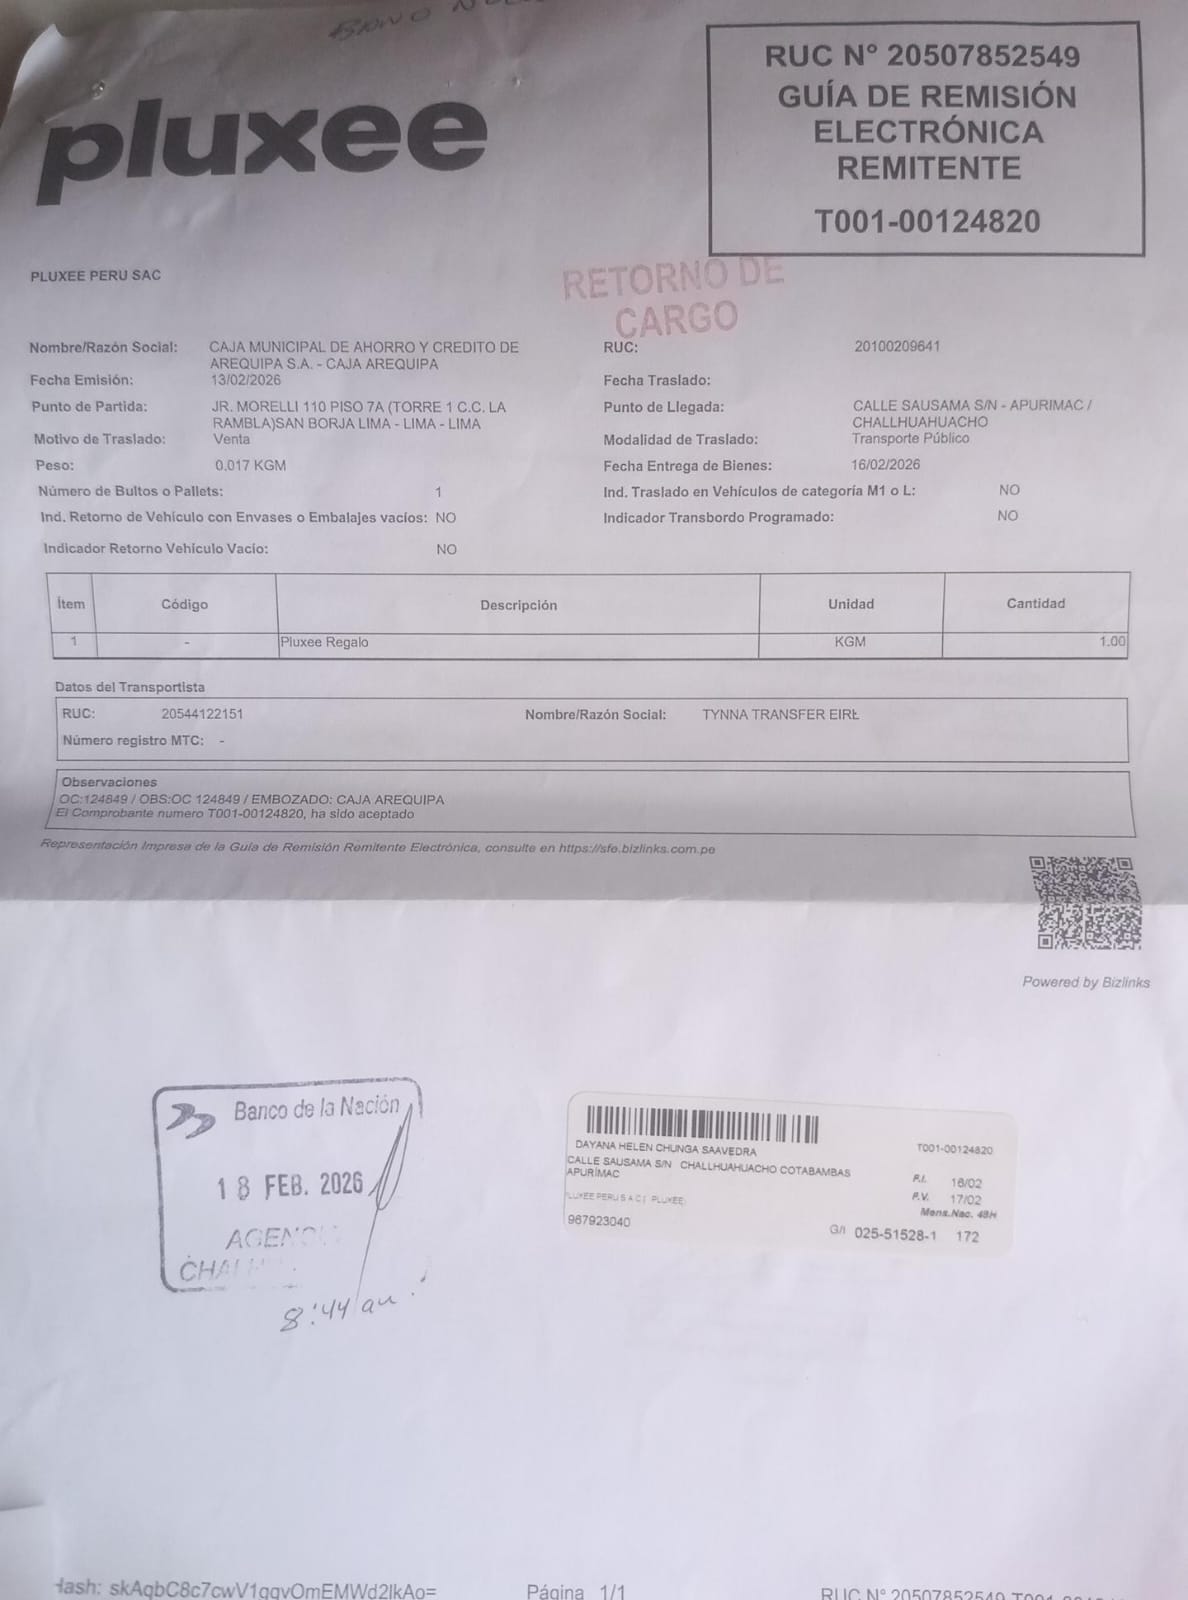 pluxee
RUC N° 20507852549
GUÍA DE REMISIÓN
ELECTRÓNICA
REMITENTE
T001-00124820
PLUXEE PERU SAC
RETORNO DE
CARGO
Nombre/Razón Social: CAJA MUNICIPAL DE AHORRO Y CREDITO DE
AREQUIPA S.A. - CAJA AREQUIPA
RUC: 20100209641
Fecha Emisión: 13/02/2026
Fecha Traslado:
Punto de Partida: JR. MORELLI 110 PISO 7A (TORRE 1 C.C. LA
RAMBLA)SAN BORJA LIMA - LIMA - LIMA
Punto de Llegada: CALLE SAUSAMA S/N - APURIMAC /
CHALLHUAHUACHO
Motivo de Traslado: Venta
Modalidad de Traslado: Transporte Público
Peso: 0.017 KGM
Fecha Entrega de Bienes: 16/02/2026
Número de Bultos o Pallets: 1
Ind. Traslado en Vehículos de categoría M1 o L: NO
Ind. Retorno de Vehículo con Envases o Embalajes vacíos: NO
Indicador Transbordo Programado: NO
Indicador Retorno Vehículo Vacío: NO
Ítem Código Descripción Unidad Cantidad
1 - Pluxee Regalo KGM 1.00
Datos del Transportista
RUC: 20544122151 Nombre/Razón Social: TYNNA TRANSFER EIRL
Número registro MTC: -
Observaciones
OC:124849 / OBS:OC 124849 / EMBOZADO: CAJA AREQUIPA
El Comprobante numero T001-00124820, ha sido aceptado
Representación Impresa de la Guía de Remisión Remitente Electrónica, consulte en https://sfe.bizlinks.com.pe
Powered by Bizlinks
Banco de la Nación
18 FEB. 2026
8:44 am
DAYANA HELEN CHUNGA SAAVEDRA
T001-00124820
CALLE SAUSAMA S/N CHALLHUAHUACHO COTABAMBAS
APURIMAC
F.I. 16/02
F.V. 17/02
PLUXEE PERU S A C ( PLUXEE)
Mens.Nac. 48H
967923040
G/I 025-51528-1 172
Hash: skAqbC8c7cwV1ggvOmEMWd2lkAo=
Página 1/1
RUC N° 20507852549